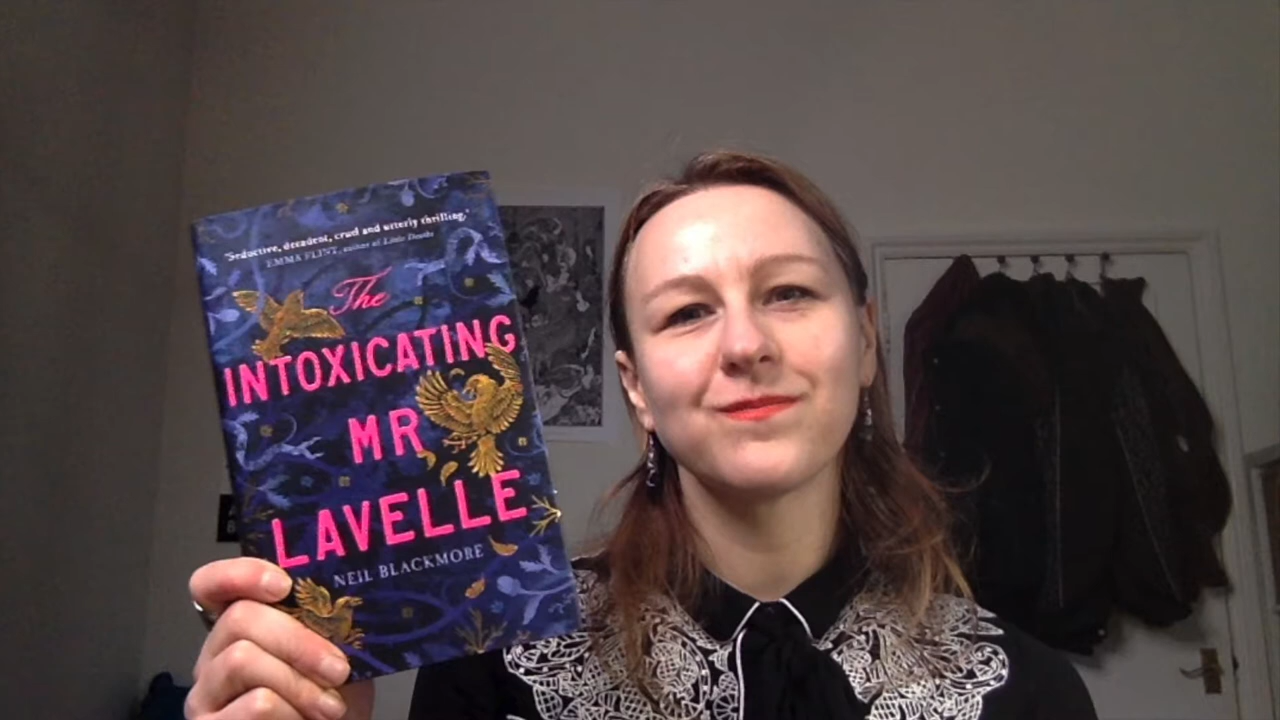 'Seductive, decadent, cruel and utterly thrilling.'
EMMA FLINT, author of Little Deaths
The
INTOXICATING
MR
LAVELLE
NEIL BLACKMORE